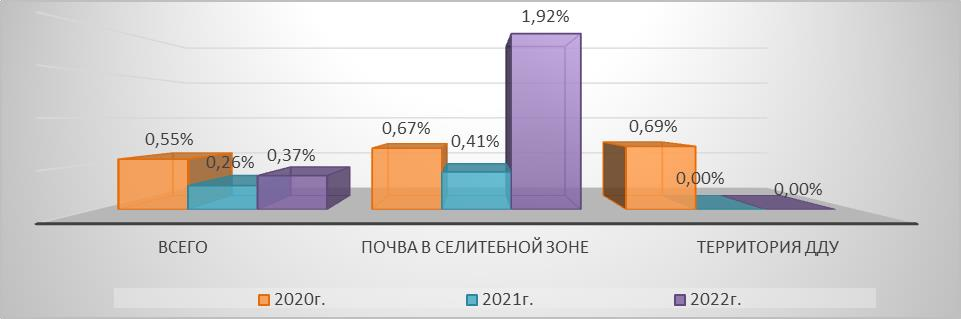 1,92%
0,55%
0,26%
0,37%
0,67%
0,41%
0,69%
0,00%
0,00%
ВСЕГО
ПОЧВА В СЕЛИТЕБНОЙ ЗОНЕ
ТЕРРИТОРИЯ ДДУ
2020г.
2021г.
2022г.